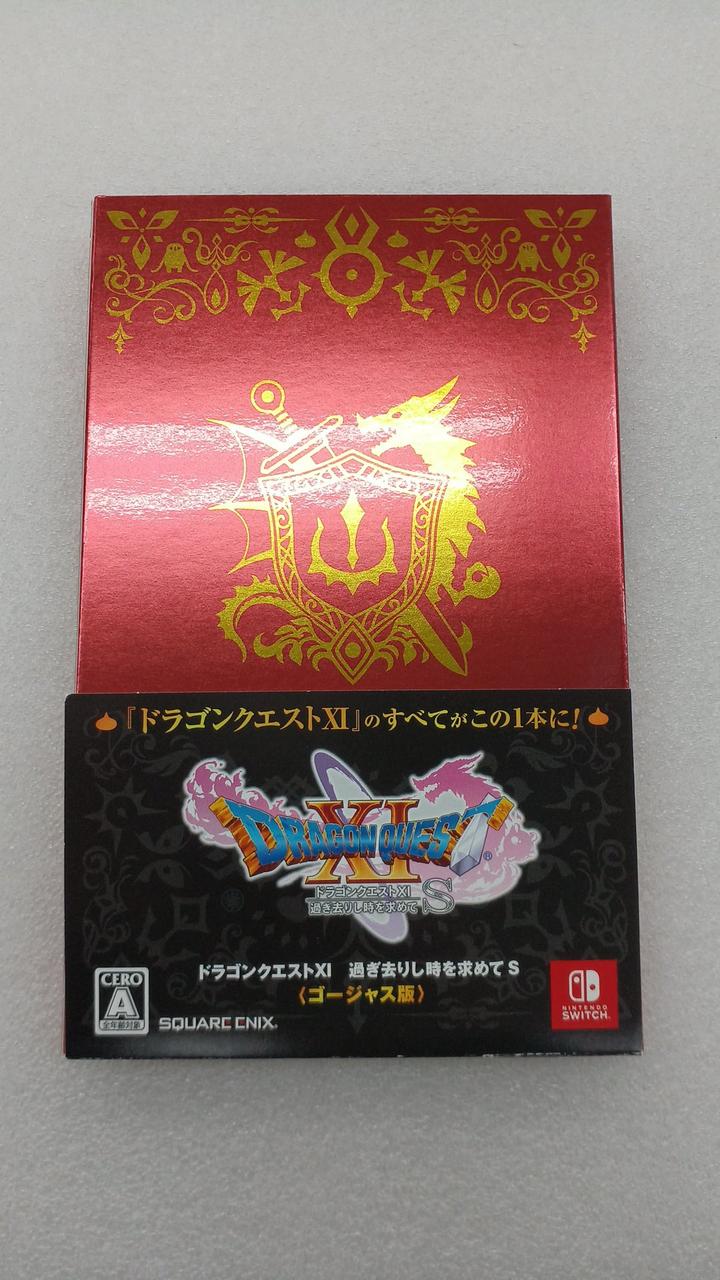 『ドラゴンクエストXI』のすべてがこの1本に!
DRAGON QUEST
XI
®
ドラゴンクエストXI
過ぎ去りし時を求めて S
ドラゴンクエストXI 過ぎ去りし時を求めて S
《ゴージャス版》
CERO
A
全年齢対象
SQUARE ENIX®
NINTENDO
SWITCH™